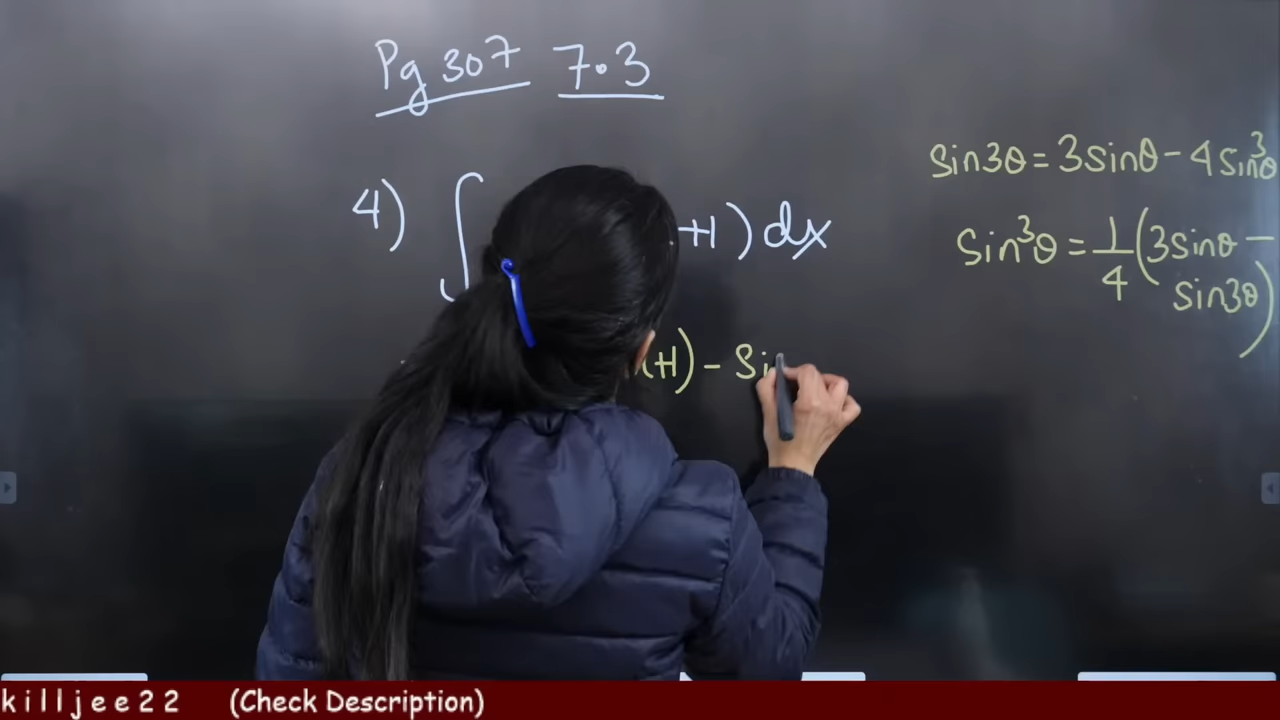 Pg 307 7.3
4) ∫ +1) dx
+1) - Si
Sin3θ = 3sinθ - 4sin³θ
Sin³θ = 1/4 (3sinθ -
sin3θ)
killjee22 (Check Description)